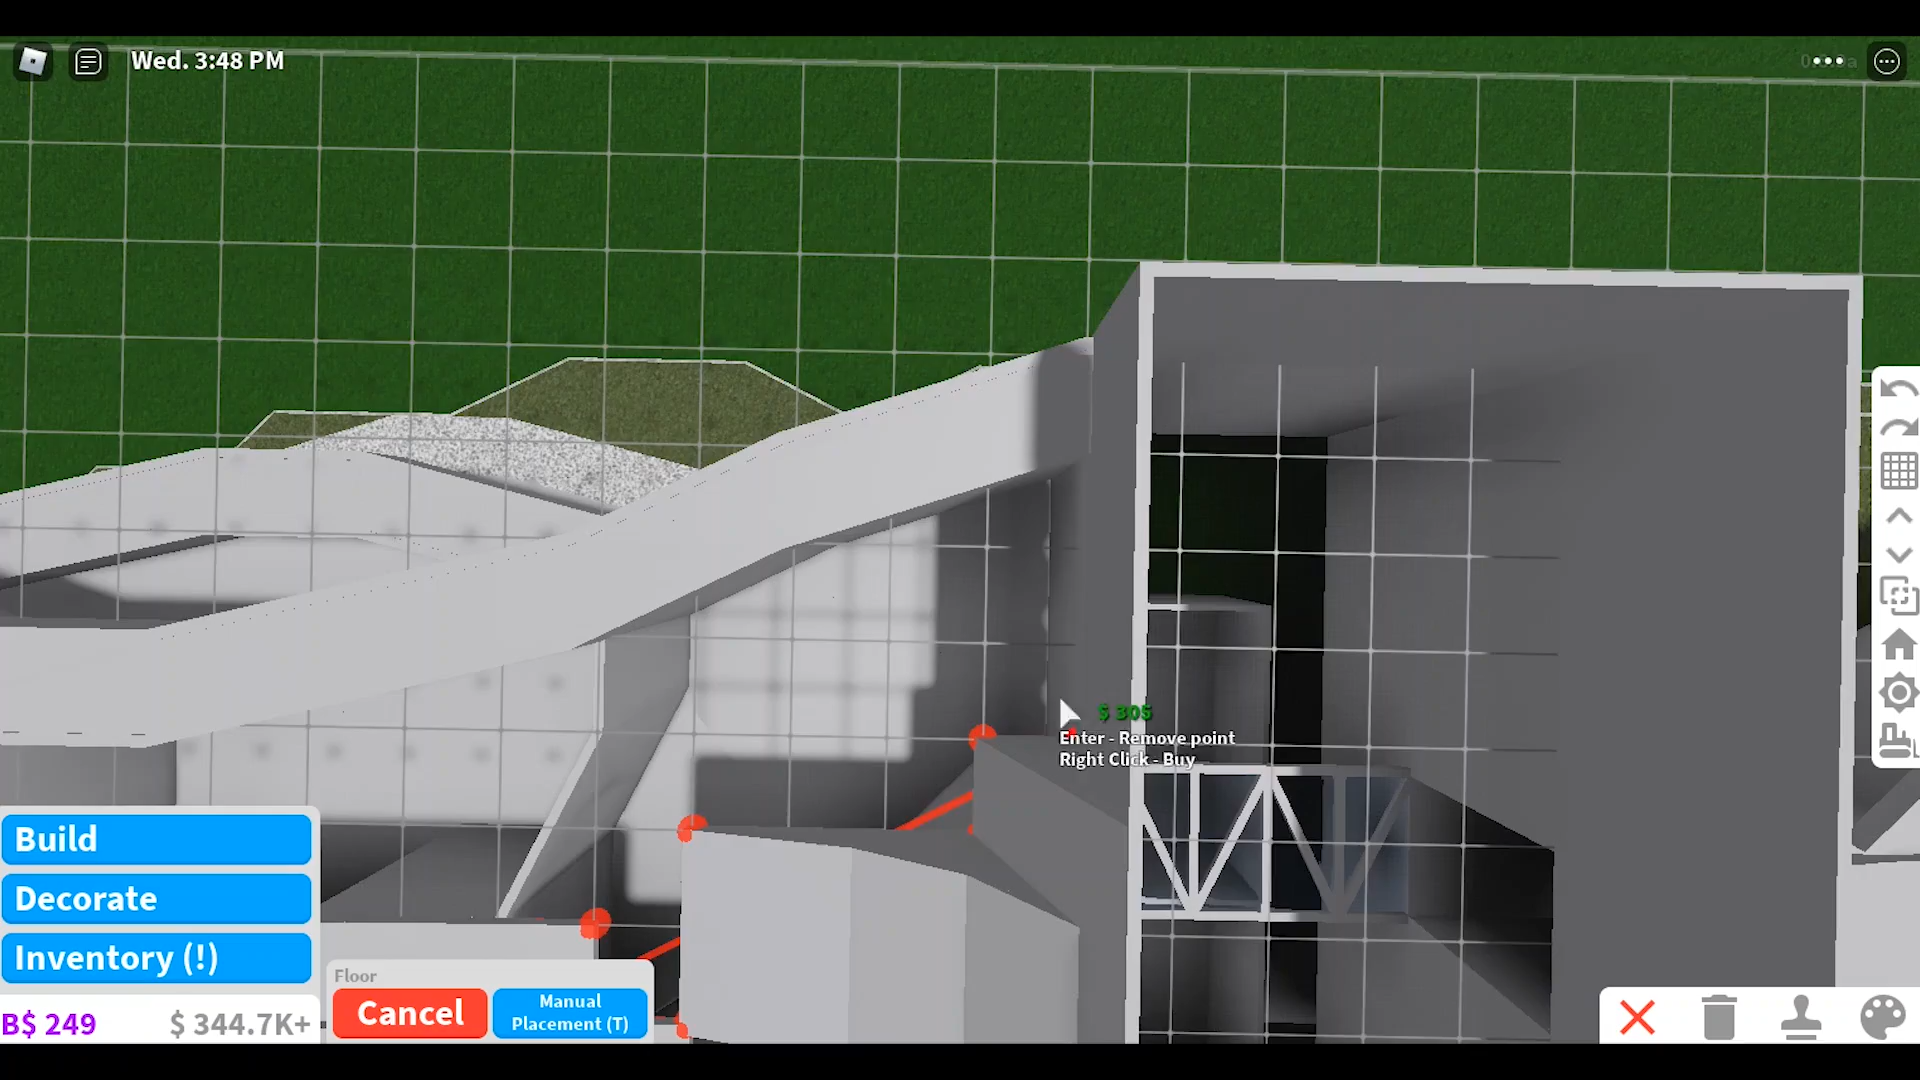 Wed. 3:48 PM
$ 305
Enter - Remove point
Right Click - Buy
Build
Decorate
Inventory (!)
B$ 249
$ 344.7K+
Floor
Cancel
Manual
Placement (T)